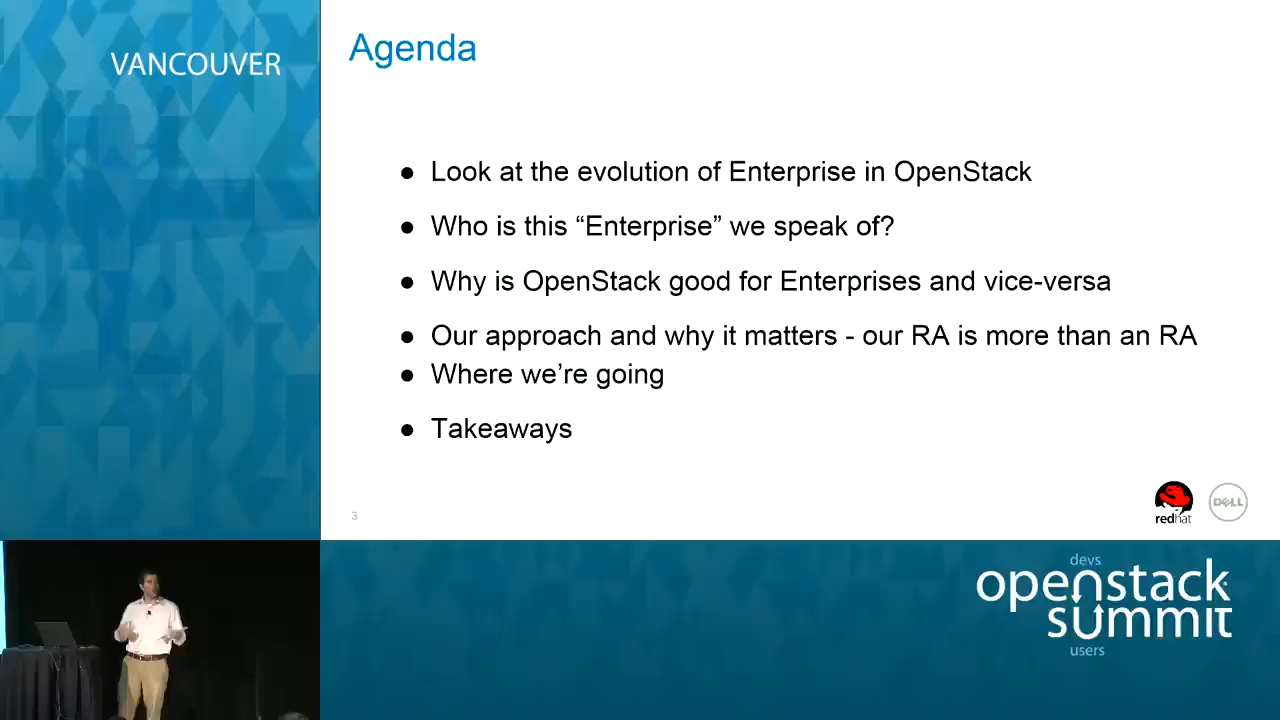 VANCOUVER
Agenda
● Look at the evolution of Enterprise in OpenStack
● Who is this “Enterprise” we speak of?
● Why is OpenStack good for Enterprises and vice-versa
● Our approach and why it matters - our RA is more than an RA
● Where we’re going
● Takeaways
3
redhat
DELL
devs
openstack
summit
users